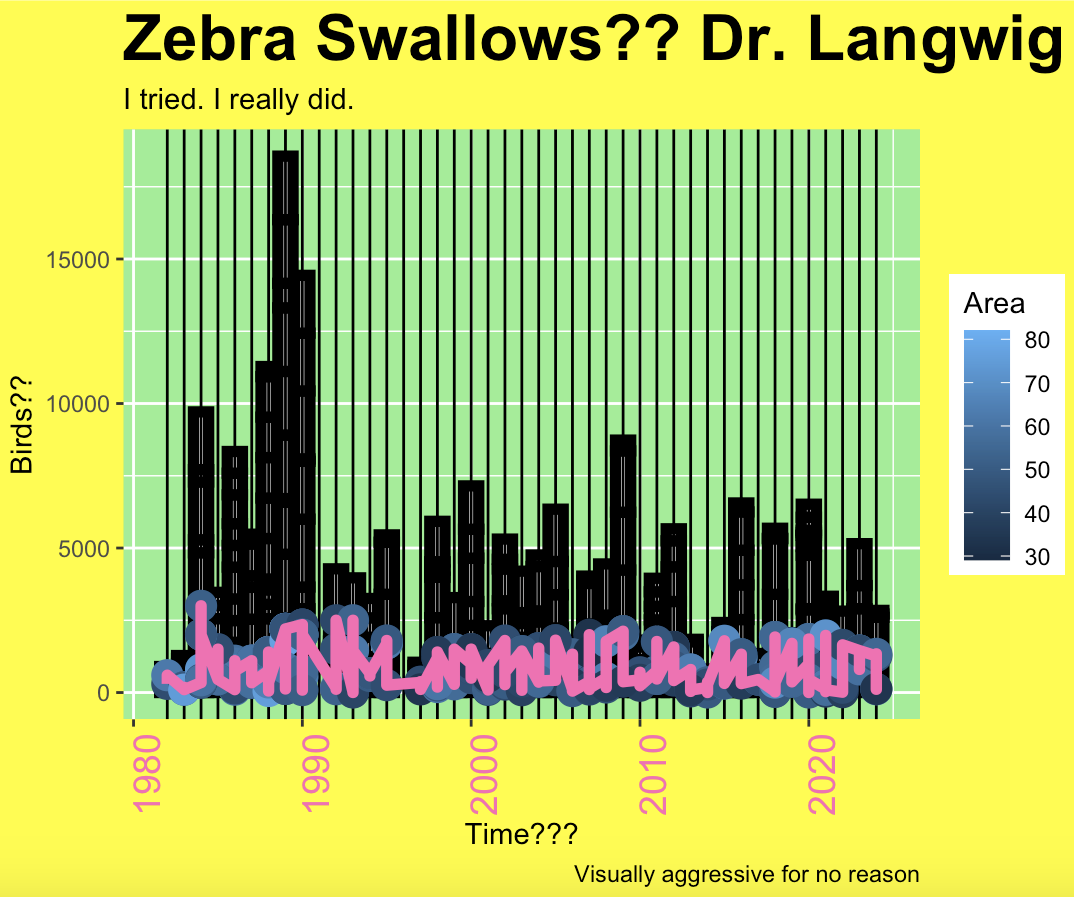 Zebra Swallows?? Dr. Langwig
I tried. I really did.
Birds??
15000
10000
5000
0
1980
1990
2000
2010
2020
Time???
Area
80
70
60
50
40
30
Visually aggressive for no reason